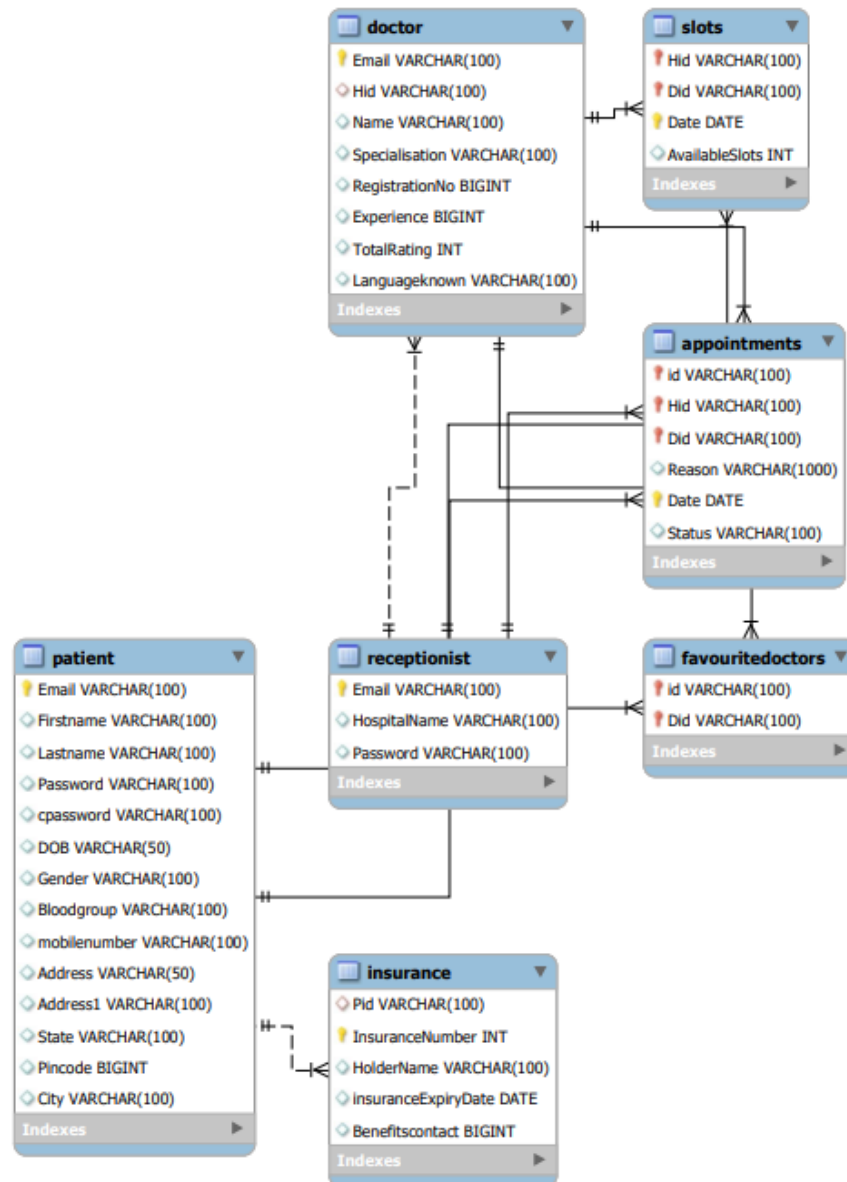 doctor
Email VARCHAR(100)
Hid VARCHAR(100)
Name VARCHAR(100)
Specialisation VARCHAR(100)
RegistrationNo BIGINT
Experience BIGINT
TotalRating INT
Languageknown VARCHAR(100)
Indexes
slots
Hid VARCHAR(100)
Did VARCHAR(100)
Date DATE
AvailableSlots INT
Indexes
appointments
id VARCHAR(100)
Hid VARCHAR(100)
Did VARCHAR(100)
Reason VARCHAR(1000)
Date DATE
Status VARCHAR(100)
Indexes
patient
Email VARCHAR(100)
Firstname VARCHAR(100)
Lastname VARCHAR(100)
Password VARCHAR(100)
cpassword VARCHAR(100)
DOB VARCHAR(50)
Gender VARCHAR(100)
Bloodgroup VARCHAR(100)
mobilenumber VARCHAR(100)
Address VARCHAR(50)
Address1 VARCHAR(100)
State VARCHAR(100)
Pincode BIGINT
City VARCHAR(100)
Indexes
receptionist
Email VARCHAR(100)
HospitalName VARCHAR(100)
Password VARCHAR(100)
Indexes
favouritedoctors
id VARCHAR(100)
Did VARCHAR(100)
Indexes
insurance
Pid VARCHAR(100)
InsuranceNumber INT
HolderName VARCHAR(100)
insuranceExpiryDate DATE
Benefitscontact BIGINT
Indexes